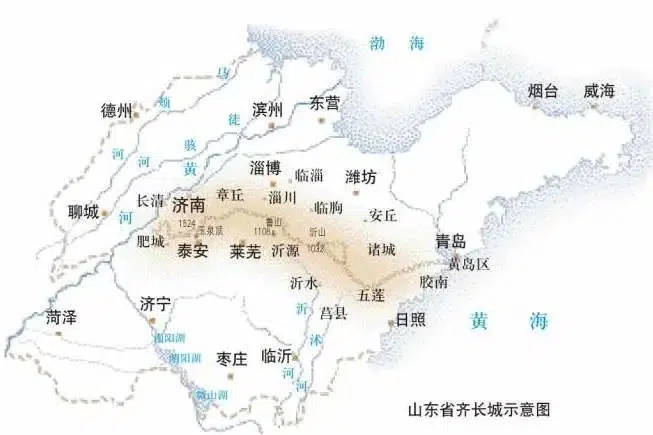 渤海
烟台
威海
德州
马颊河
徒骇河
滨州
东营
黄河
淄博
临淄
潍坊
聊城
长清
济南
章丘
淄川
临朐
安丘
1524
玉泉顶
鲁山
1108
沂山
1032
肥城
泰安
莱芜
沂源
诸城
青岛
黄岛区
胶南
沂水
五莲
菏泽
济宁
莒县
日照
黄海
沂河
沭河
南阳湖
昭阳湖
微山湖
枣庄
临沂
山东省齐长城示意图